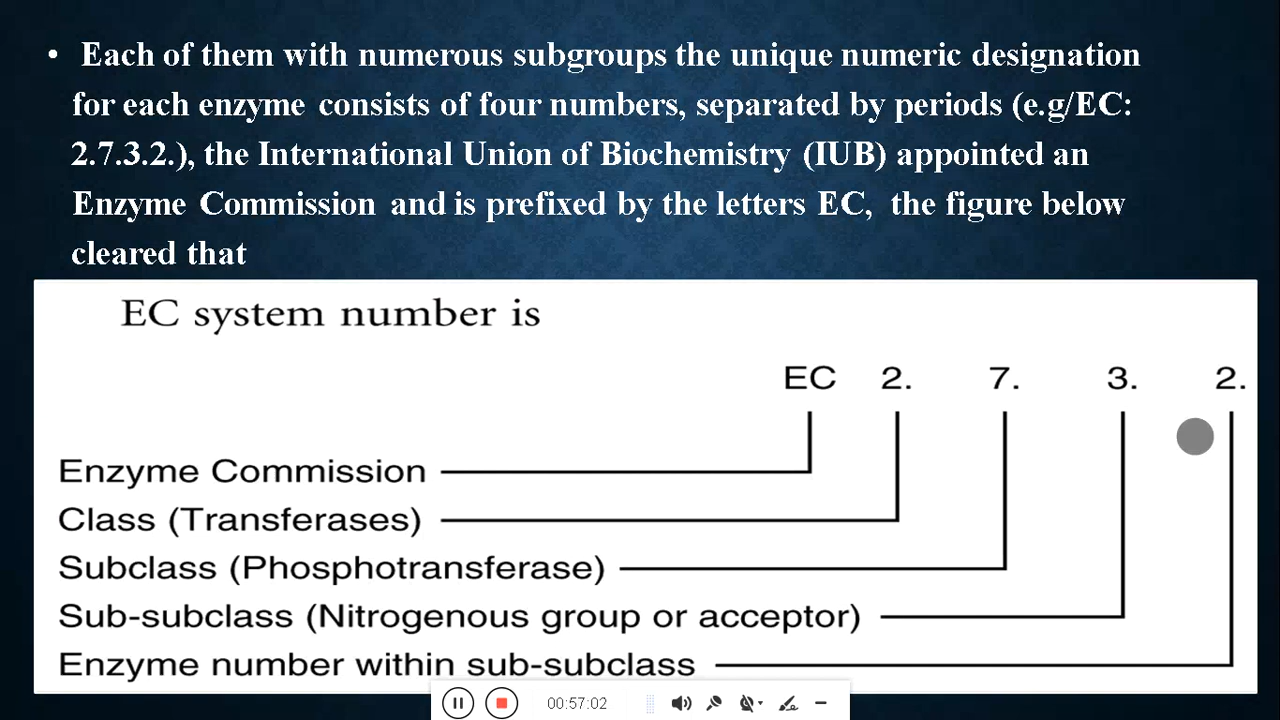 • Each of them with numerous subgroups the unique numeric designation
for each enzyme consists of four numbers, separated by periods (e.g/EC:
2.7.3.2.), the International Union of Biochemistry (IUB) appointed an
Enzyme Commission and is prefixed by the letters EC, the figure below
cleared that
EC system number is
EC 2. 7. 3. 2.
Enzyme Commission
Class (Transferases)
Subclass (Phosphotransferase)
Sub-subclass (Nitrogenous group or acceptor)
Enzyme number within sub-subclass
00:57:02